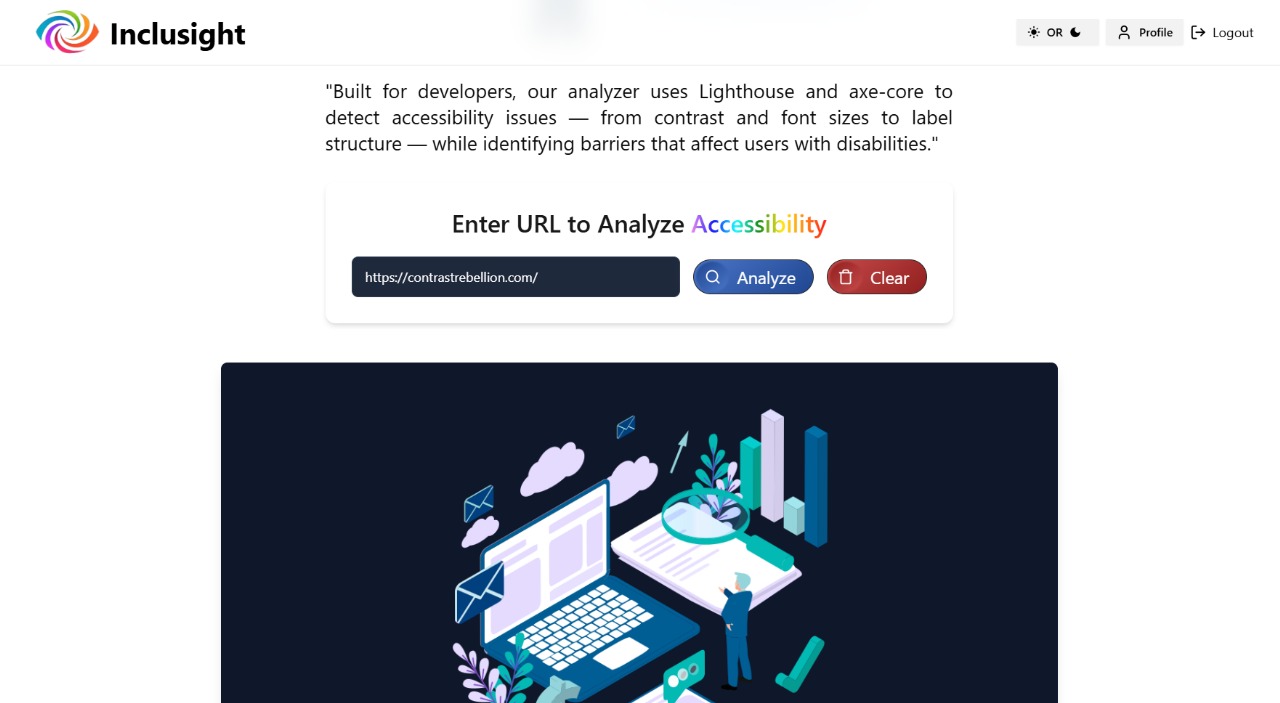 Inclusight
OR
Profile
Logout
"Built for developers, our analyzer uses Lighthouse and axe-core to
detect accessibility issues — from contrast and font sizes to label
structure — while identifying barriers that affect users with disabilities."
Enter URL to Analyze Accessibility
https://contrastrebellion.com/
Analyze
Clear